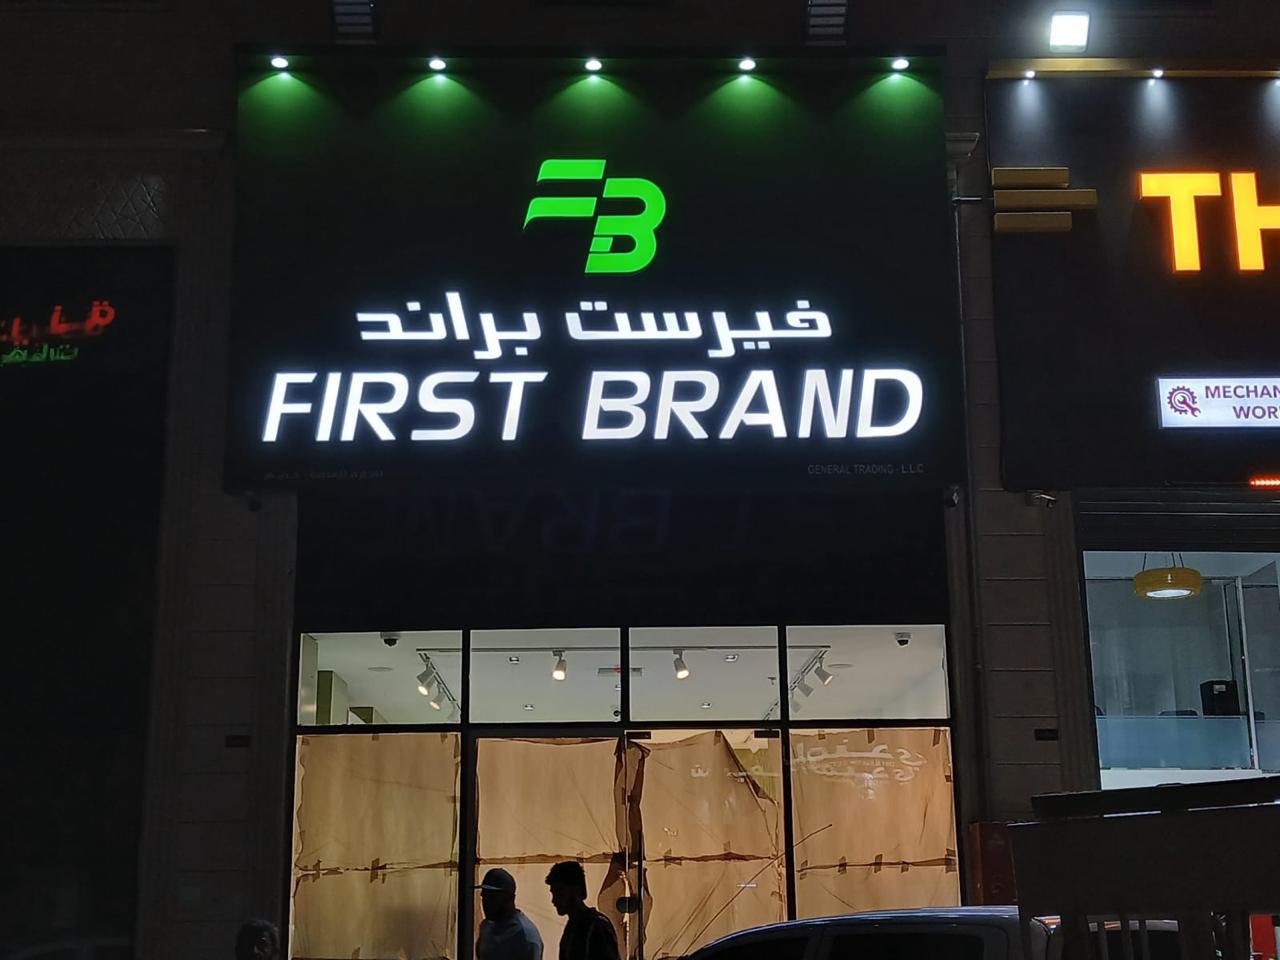 FB
فيرست براند
FIRST BRAND
GENERAL TRADING - L.L.C
TH
MECHAN
WOR